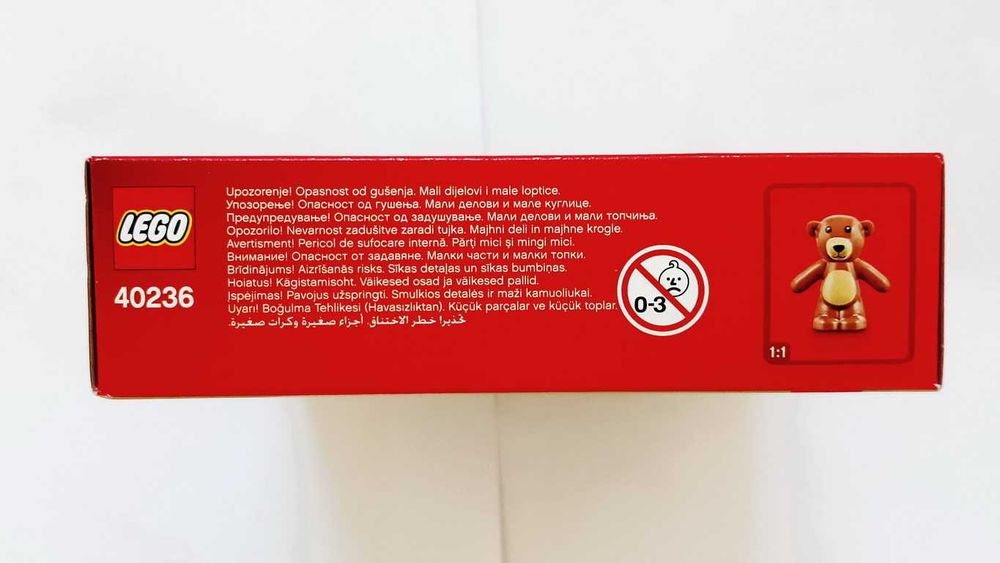 LEGO
40236
Upozorenje! Opasnost od gušenja. Mali dijelovi i male loptice.
Упозорење! Опасност од гушења. Мали делови и мале куглице.
Предупредување! Опасност од задушување. Мали делови и мали топчиња.
Opozorilo! Nevarnost zadušitve zaradi tujka. Majhni deli in majhne krogle.
Avertisment! Pericol de sufocare internă. Părţi mici şi mingi mici.
Внимание! Опасност от задавяне. Малки части и малки топки.
Brīdinājums! Aizrīšanās risks. Sīkas detaļas un sīkas bumbiņas.
Hoiatus! Kägistamisoht. Väikesed osad ja väikesed pallid.
Įspėjimas! Pavojus užspringti. Smulkios detalės ir maži kamuoliukai.
Uyarı! Boğulma Tehlikesi (Havasızlıktan). Küçük parçalar ve küçük toplar.
تحذير! خطر الاختناق. أجزاء صغيرة وكرات صغيرة.
0-3
1:1